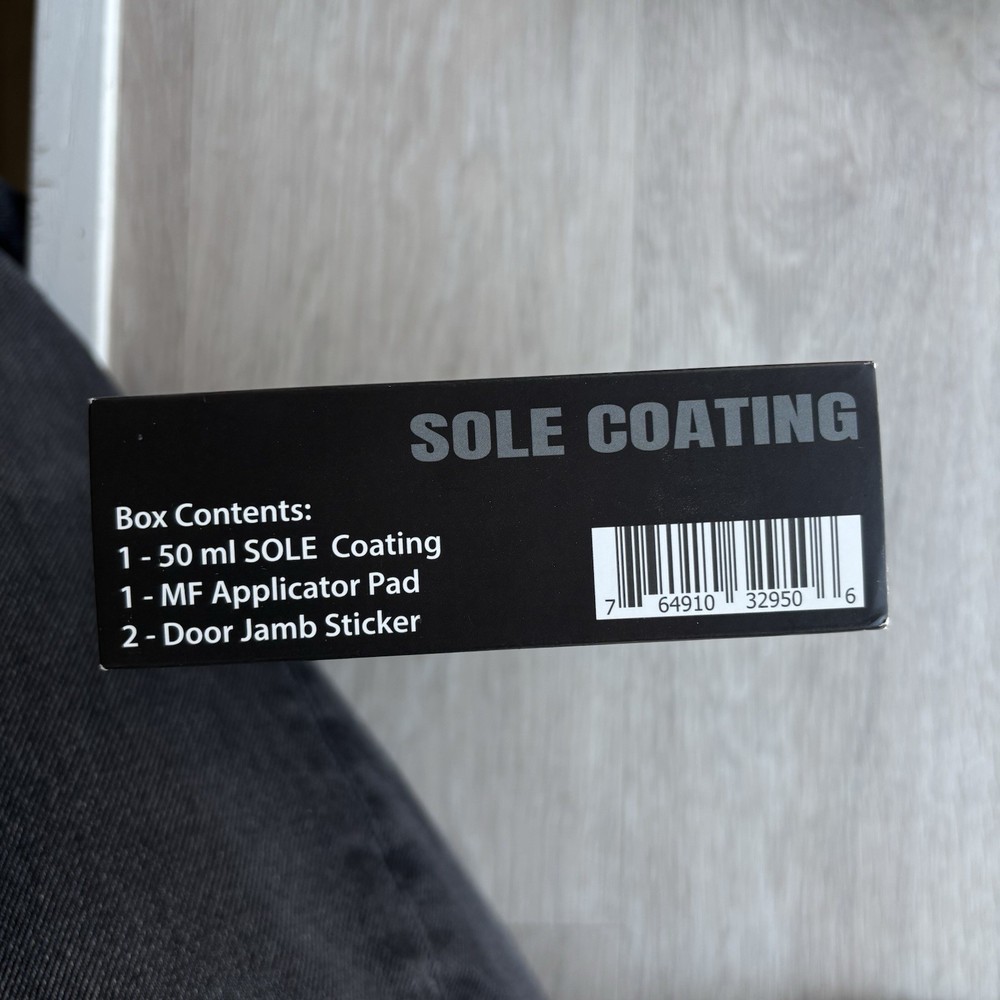 SOLE COATING
Box Contents:
1 - 50 ml SOLE Coating
1 - MF Applicator Pad
2 - Door Jamb Sticker
7 64910 32950 6